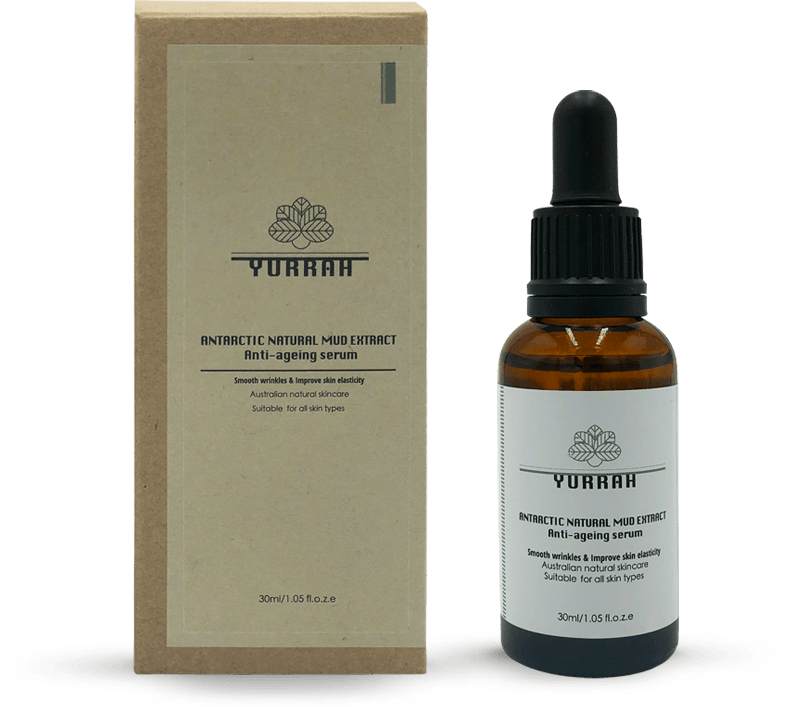 YURRAH
ANTARCTIC NATURAL MUD EXTRACT
Anti-ageing serum
Smooth wrinkles & Improve skin elasticity
Australian natural skincare
Suitable for all skin types
30ml/1.05 fl.o.z.e
YURRAH
ANTARCTIC NATURAL MUD EXTRACT
Anti-ageing serum
Smooth wrinkles & Improve skin elasticity
Australian natural skincare
Suitable for all skin types
30ml/1.05 fl.o.z.e